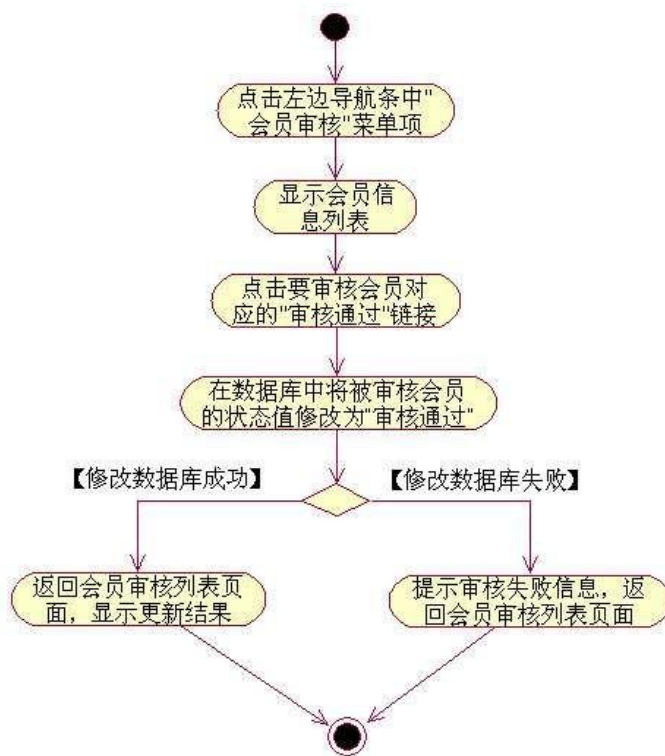 点击左边导航条中"
会员审核"菜单项
显示会员信
息列表
点击要审核会员对
应的"审核通过"链接
在数据库中将被审核会员
的状态值修改为"审核通过"
【修改数据库成功】
【修改数据库失败】
返回会员审核列表页
面，显示更新结果
提示审核失败信息，返
回会员审核列表页面